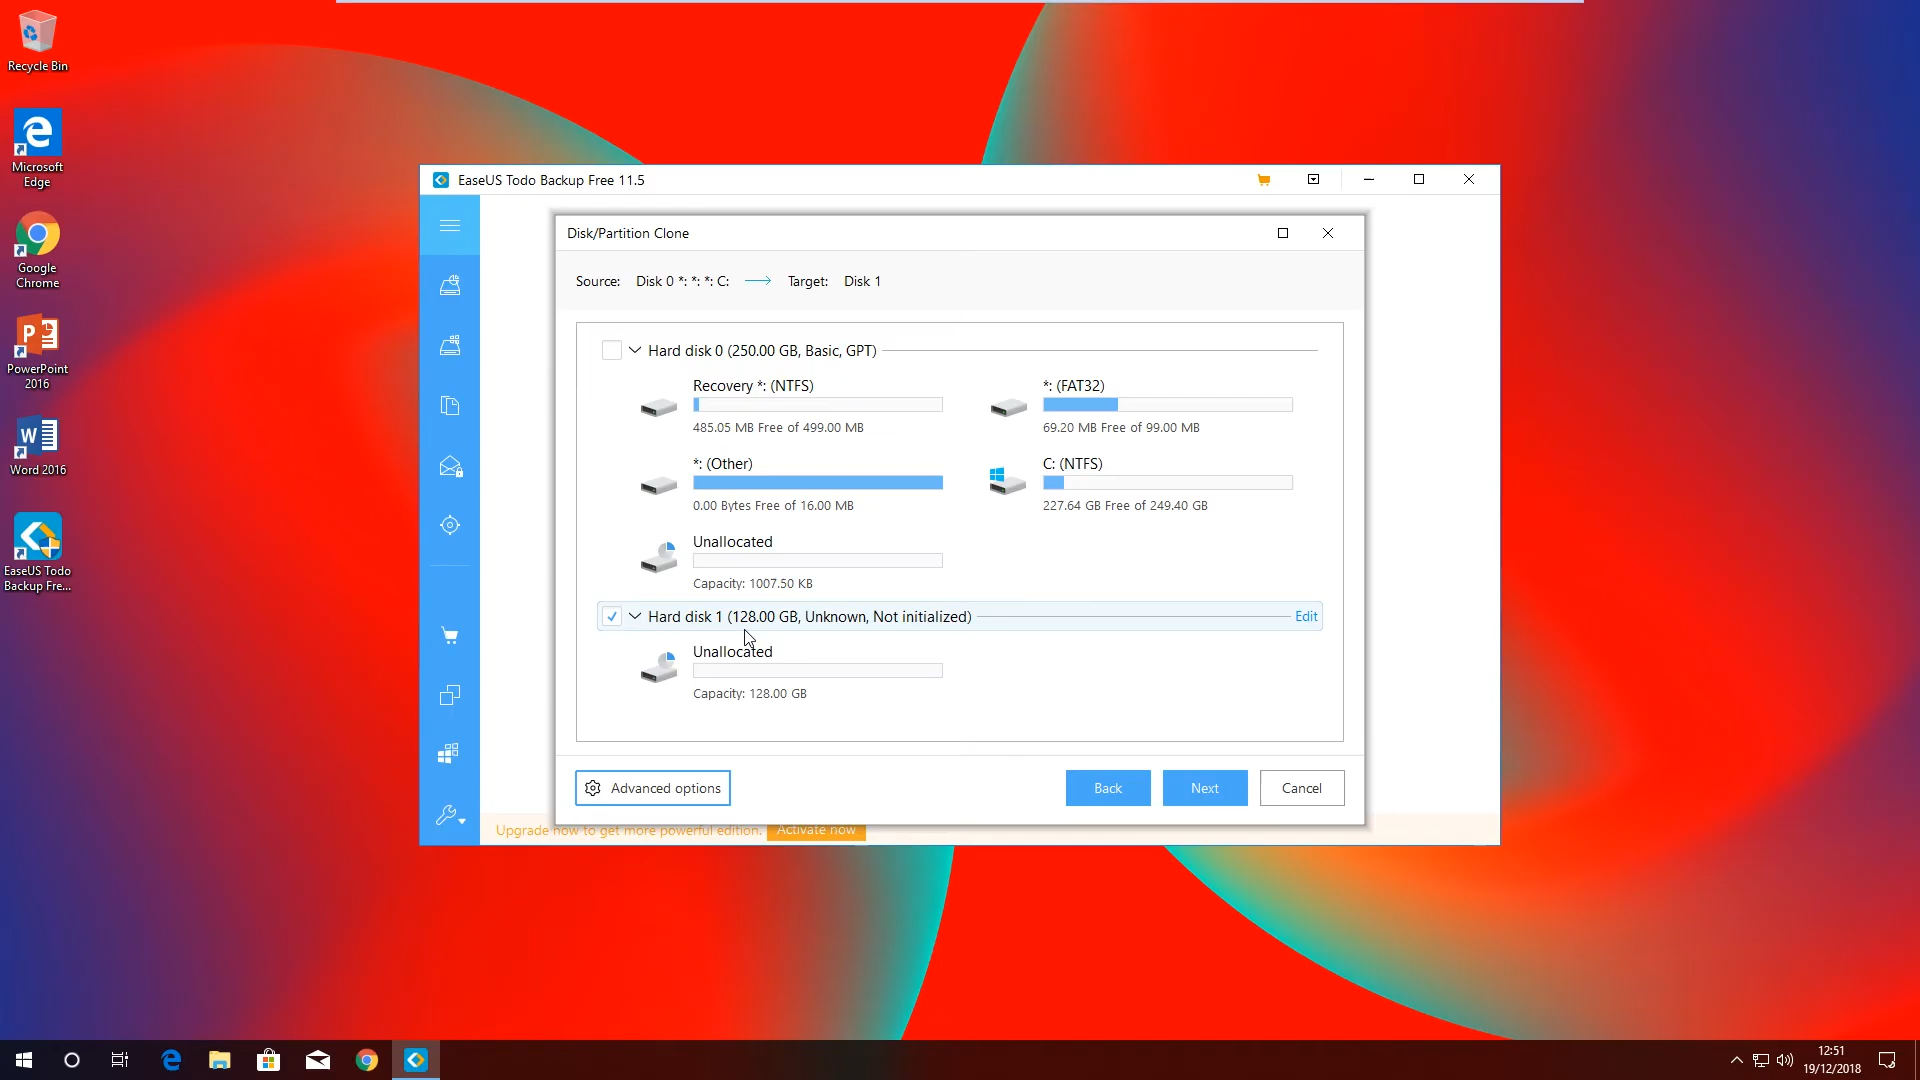 Recycle Bin
Microsoft
Edge
Google
Chrome
PowerPoint
2016
Word 2016
EaseUS Todo
Backup Fre...
EaseUS Todo Backup Free 11.5
Disk/Partition Clone
Source: Disk 0 *: *: *: C: Target: Disk 1
Hard disk 0 (250.00 GB, Basic, GPT)
Recovery *: (NTFS)
485.05 MB Free of 499.00 MB
*: (FAT32)
69.20 MB Free of 99.00 MB
*: (Other)
0.00 Bytes Free of 16.00 MB
C: (NTFS)
227.64 GB Free of 249.40 GB
Unallocated
Capacity: 1007.50 KB
Hard disk 1 (128.00 GB, Unknown, Not initialized) Edit
Unallocated
Capacity: 128.00 GB
Advanced options
Back
Next
Cancel
Upgrade now to get more powerful edition. Activate now
12:51
19/12/2018